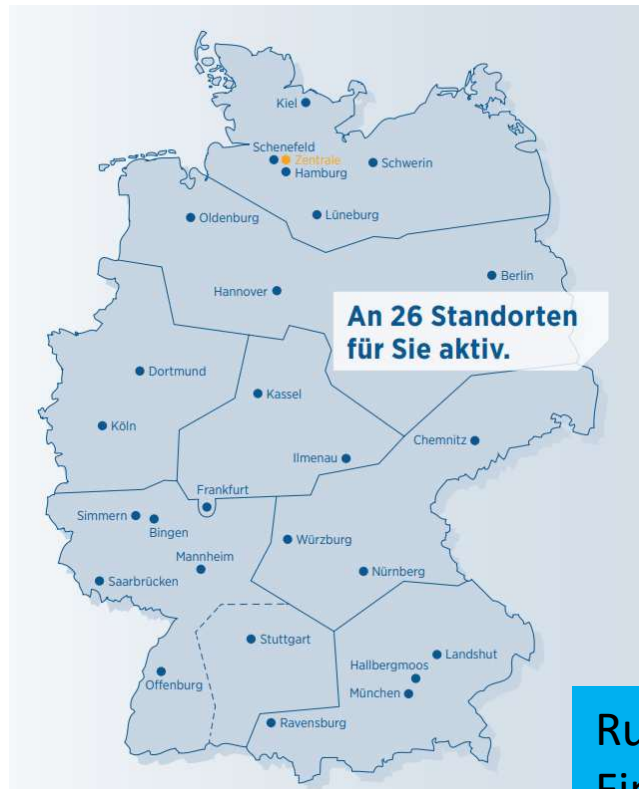 Kiel
Schenefeld
Zentrale
Hamburg
Schwerin
Oldenburg
Lüneburg
Berlin
Hannover
An 26 Standorten
für Sie aktiv.
Dortmund
Kassel
Köln
Chemnitz
Ilmenau
Frankfurt
Simmern
Bingen
Würzburg
Mannheim
Nürnberg
Saarbrücken
Stuttgart
Landshut
Hallbergmoos
Offenburg
München
Ravensburg